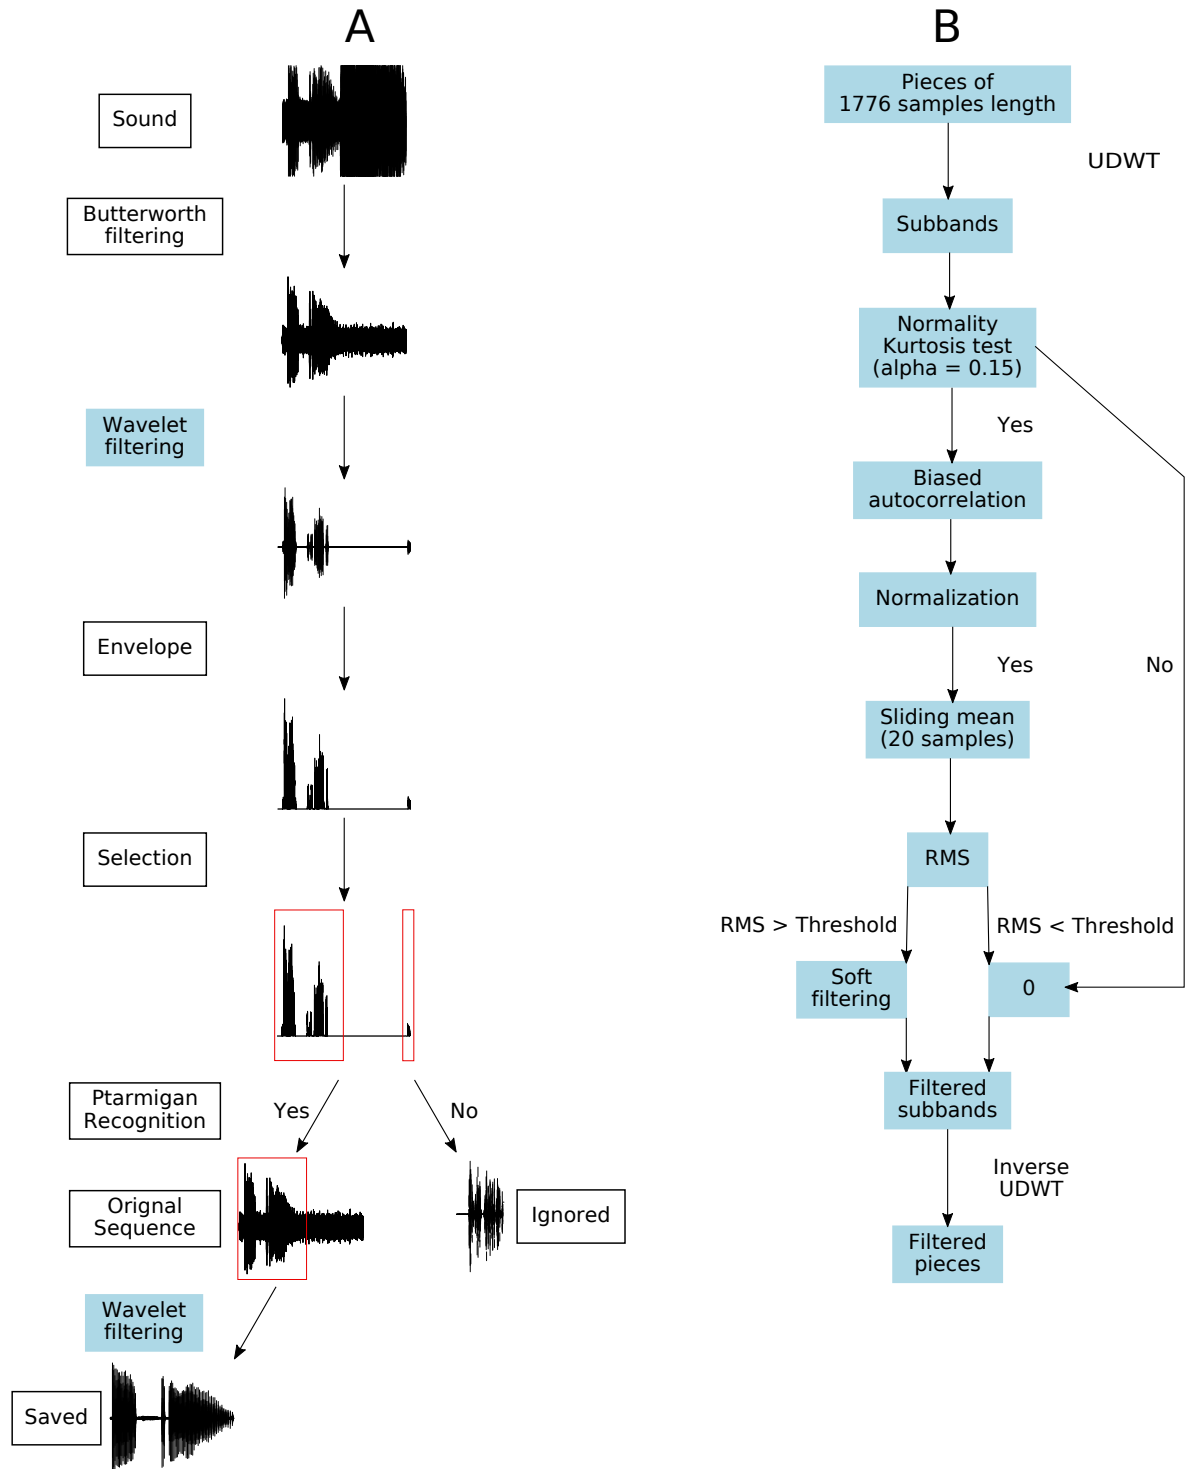 A
Sound
Butterworth
filtering
Wavelet
filtering
Envelope
Selection
Ptarmigan
Recognition
Yes
No
Orignal
Sequence
Ignored
Wavelet
filtering
Saved
B
Pieces of
1776 samples length
UDWT
Subbands
Normality
Kurtosis test
(alpha = 0.15)
Yes
Biased
autocorrelation
Normalization
Yes
No
Sliding mean
(20 samples)
RMS
RMS > Threshold
RMS < Threshold
Soft
filtering
0
Filtered
subbands
Inverse
UDWT
Filtered
pieces